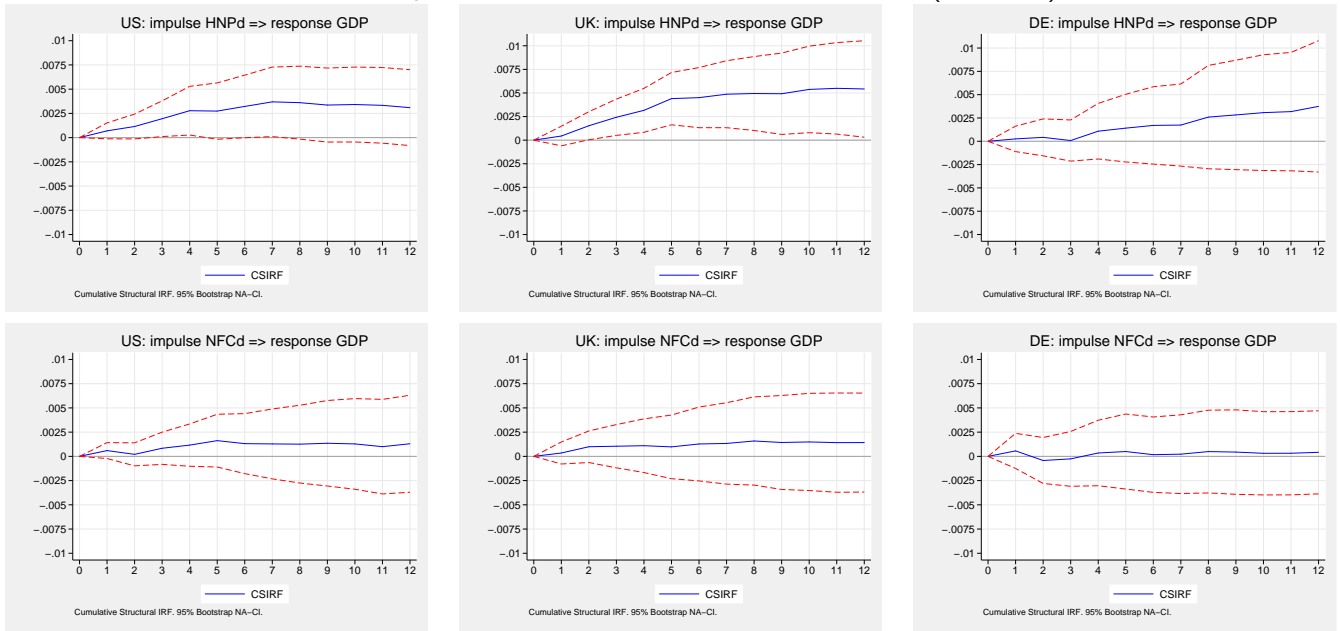 US: impulse HNPd => response GDP
.01
.0075
.005
.0025
0
−.0025
−.005
−.0075
−.01
0 1 2 3 4 5 6 7 8 9 10 11 12
CSIRF
Cumulative Structural IRF. 95% Bootstrap NA−CI.
UK: impulse HNPd => response GDP
.01
.0075
.005
.0025
0
−.0025
−.005
−.0075
−.01
0 1 2 3 4 5 6 7 8 9 10 11 12
CSIRF
Cumulative Structural IRF. 95% Bootstrap NA−CI.
DE: impulse HNPd => response GDP
.01
.0075
.005
.0025
0
−.0025
−.005
−.0075
−.01
0 1 2 3 4 5 6 7 8 9 10 11 12
CSIRF
Cumulative Structural IRF. 95% Bootstrap NA−CI.
US: impulse NFCd => response GDP
.01
.0075
.005
.0025
0
−.0025
−.005
−.0075
−.01
0 1 2 3 4 5 6 7 8 9 10 11 12
CSIRF
Cumulative Structural IRF. 95% Bootstrap NA−CI.
UK: impulse NFCd => response GDP
.01
.0075
.005
.0025
0
−.0025
−.005
−.0075
−.01
0 1 2 3 4 5 6 7 8 9 10 11 12
CSIRF
Cumulative Structural IRF. 95% Bootstrap NA−CI.
DE: impulse NFCd => response GDP
.01
.0075
.005
.0025
0
−.0025
−.005
−.0075
−.01
0 1 2 3 4 5 6 7 8 9 10 11 12
CSIRF
Cumulative Structural IRF. 95% Bootstrap NA−CI.